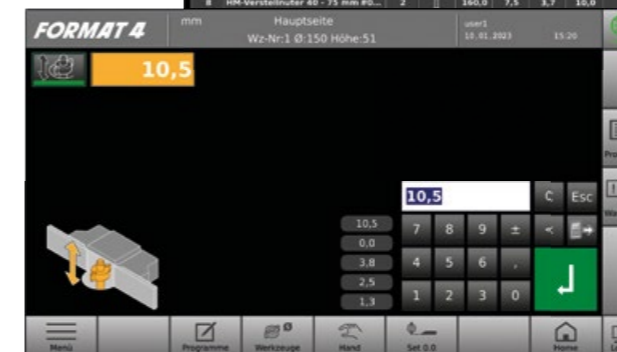 8 HM-Verstellnuter 40 - 75 mm #0... 2 160,0 7,5 3,7 10,0
FORMAT 4
mm
Hauptseite
Wz-Nr:1 Ø:150 Höhe:51
user1
10.01.2023
15:20
10,5
10,5
C Esc
10,5
0,0
3,8
2,5
1,3
7 8 9 ± <
4 5 6 ,
1 2 3 0
Menü
Programme
Werkzeuge
Hand
Set 0.0
Home